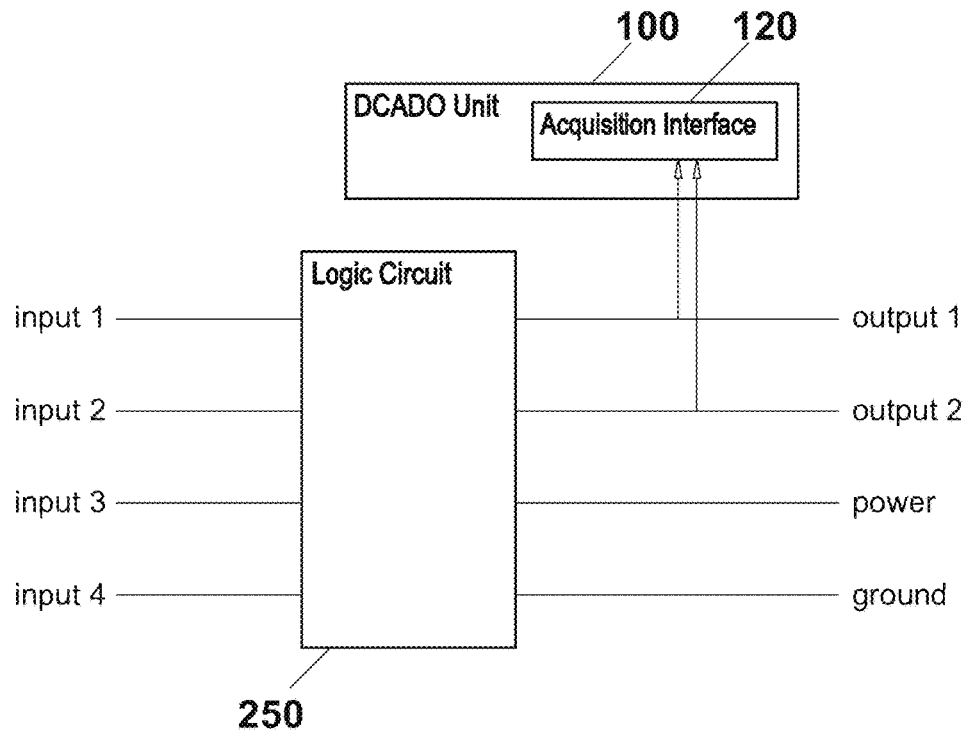 100
120
DCADO Unit
Acquisition Interface
Logic Circuit
input 1
output 1
input 2
output 2
input 3
power
input 4
ground
250